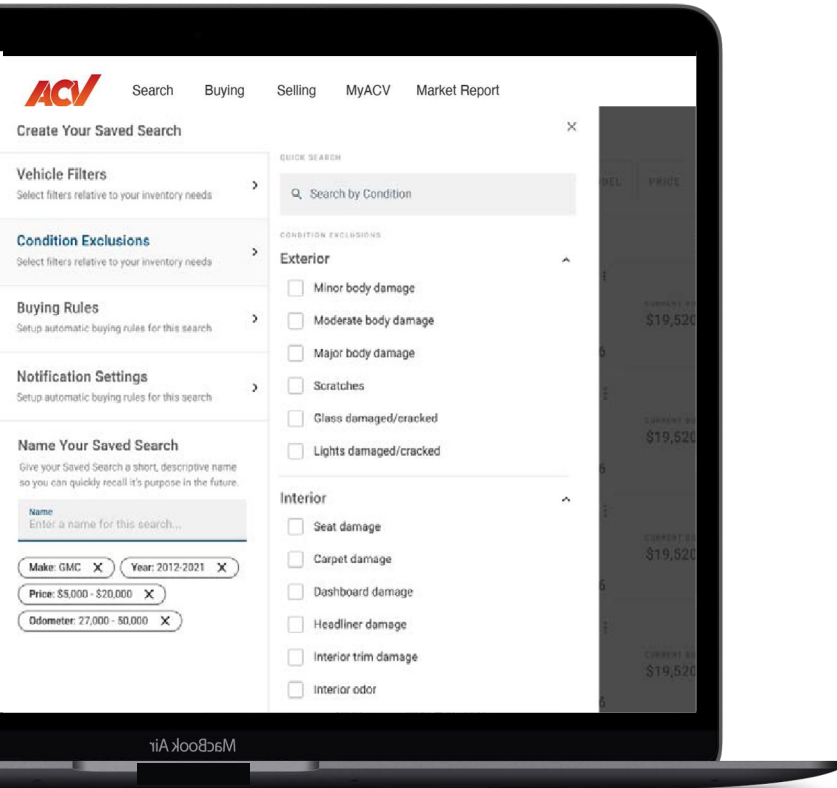 ACV
Search Buying Selling MyACV Market Report
Create Your Saved Search
Vehicle Filters
Select filters relative to your inventory needs
Condition Exclusions
Select filters relative to your inventory needs
Buying Rules
Setup automatic buying rules for this search
Notification Settings
Setup automatic buying rules for this search
Name Your Saved Search
Give your Saved Search a short, descriptive name
so you can quickly recall it's purpose in the future.
Name
Enter a name for this search...
Make: GMC X Year: 2012-2021 X
Price: $5,000 - $20,000 X
Odometer: 27,000 - 50,000 X
QUICK SEARCH
Search by Condition
CONDITION EXCLUSIONS
Exterior
Minor body damage
Moderate body damage
Major body damage
Scratches
Glass damaged/cracked
Lights damaged/cracked
Interior
Seat damage
Carpet damage
Dashboard damage
Headliner damage
Interior trim damage
Interior odor
PRICE
$19,520
6
$19,520
6
$19,520
6
$19,520
6
MacBook Air